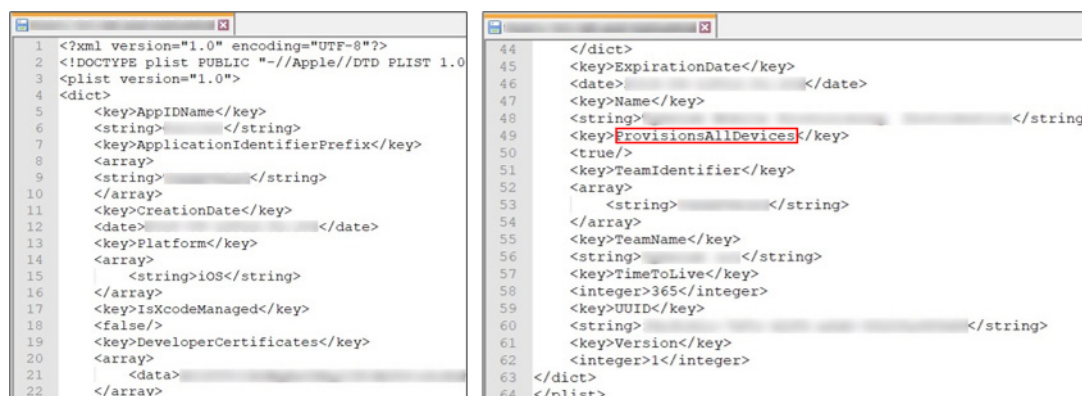 1 <?xml version="1.0" encoding="UTF-8"?>
2 <!DOCTYPE plist PUBLIC "-//Apple//DTD PLIST 1.0
3 <plist version="1.0">
4 <dict>
5 <key>AppIDName</key>
6 <string></string>
7 <key>ApplicationIdentifierPrefix</key>
8 <array>
9 <string></string>
10 </array>
11 <key>CreationDate</key>
12 <date></date>
13 <key>Platform</key>
14 <array>
15 <string>iOS</string>
16 </array>
17 <key>IsXcodeManaged</key>
18 <false/>
19 <key>DeveloperCertificates</key>
20 <array>
21 <data>
22 </array>
44 </dict>
45 <key>ExpirationDate</key>
46 <date></date>
47 <key>Name</key>
48 <string></string
49 <key>ProvisionsAllDevices</key>
50 <true/>
51 <key>TeamIdentifier</key>
52 <array>
53 <string></string>
54 </array>
55 <key>TeamName</key>
56 <string></string>
57 <key>TimeToLive</key>
58 <integer>365</integer>
59 <key>UUID</key>
60 <string></string>
61 <key>Version</key>
62 <integer>1</integer>
63 </dict>
64 </plist>